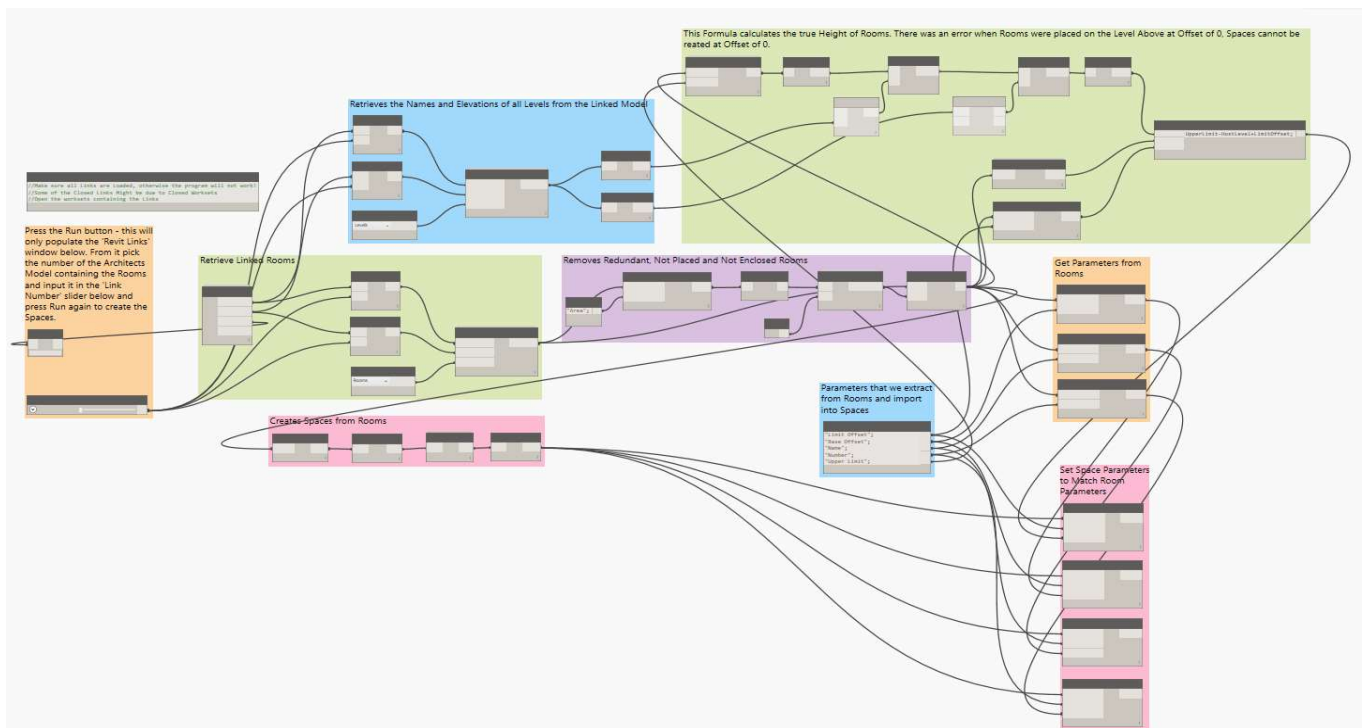 This Formula calculates the true Height of Rooms. There was an error when Rooms were placed on the Level Above at Offset of 0, Spaces cannot be
reated at Offset of 0.
UpperLimit-HostLevel+LimitOffset;
Retrieves the Names and Elevations of all Levels from the Linked Model
Levels
//Make sure all Links are Loaded, otherwise the program will not work!
//Some of the Closed Links Might be due to Closed Worksets
//Open the worksets containing the Links
Press the Run button - this will
only populate the 'Revit Links'
window below. From it pick
the number of the Architects
Model containing the Rooms
and input it in the 'Link
Number' slider below and
press Run again to create the
Spaces.
Retrieve Linked Rooms
Rooms
Removes Redundant, Not Placed and Not Enclosed Rooms
"Area";
Get Parameters from
Rooms
Parameters that we extract
from Rooms and import
into Spaces
"Limit Offset";
"Base Offset";
"Name";
"Number";
"Upper Limit";
Creates Spaces from Rooms
Set Space Parameters
to Match Room
Parameters